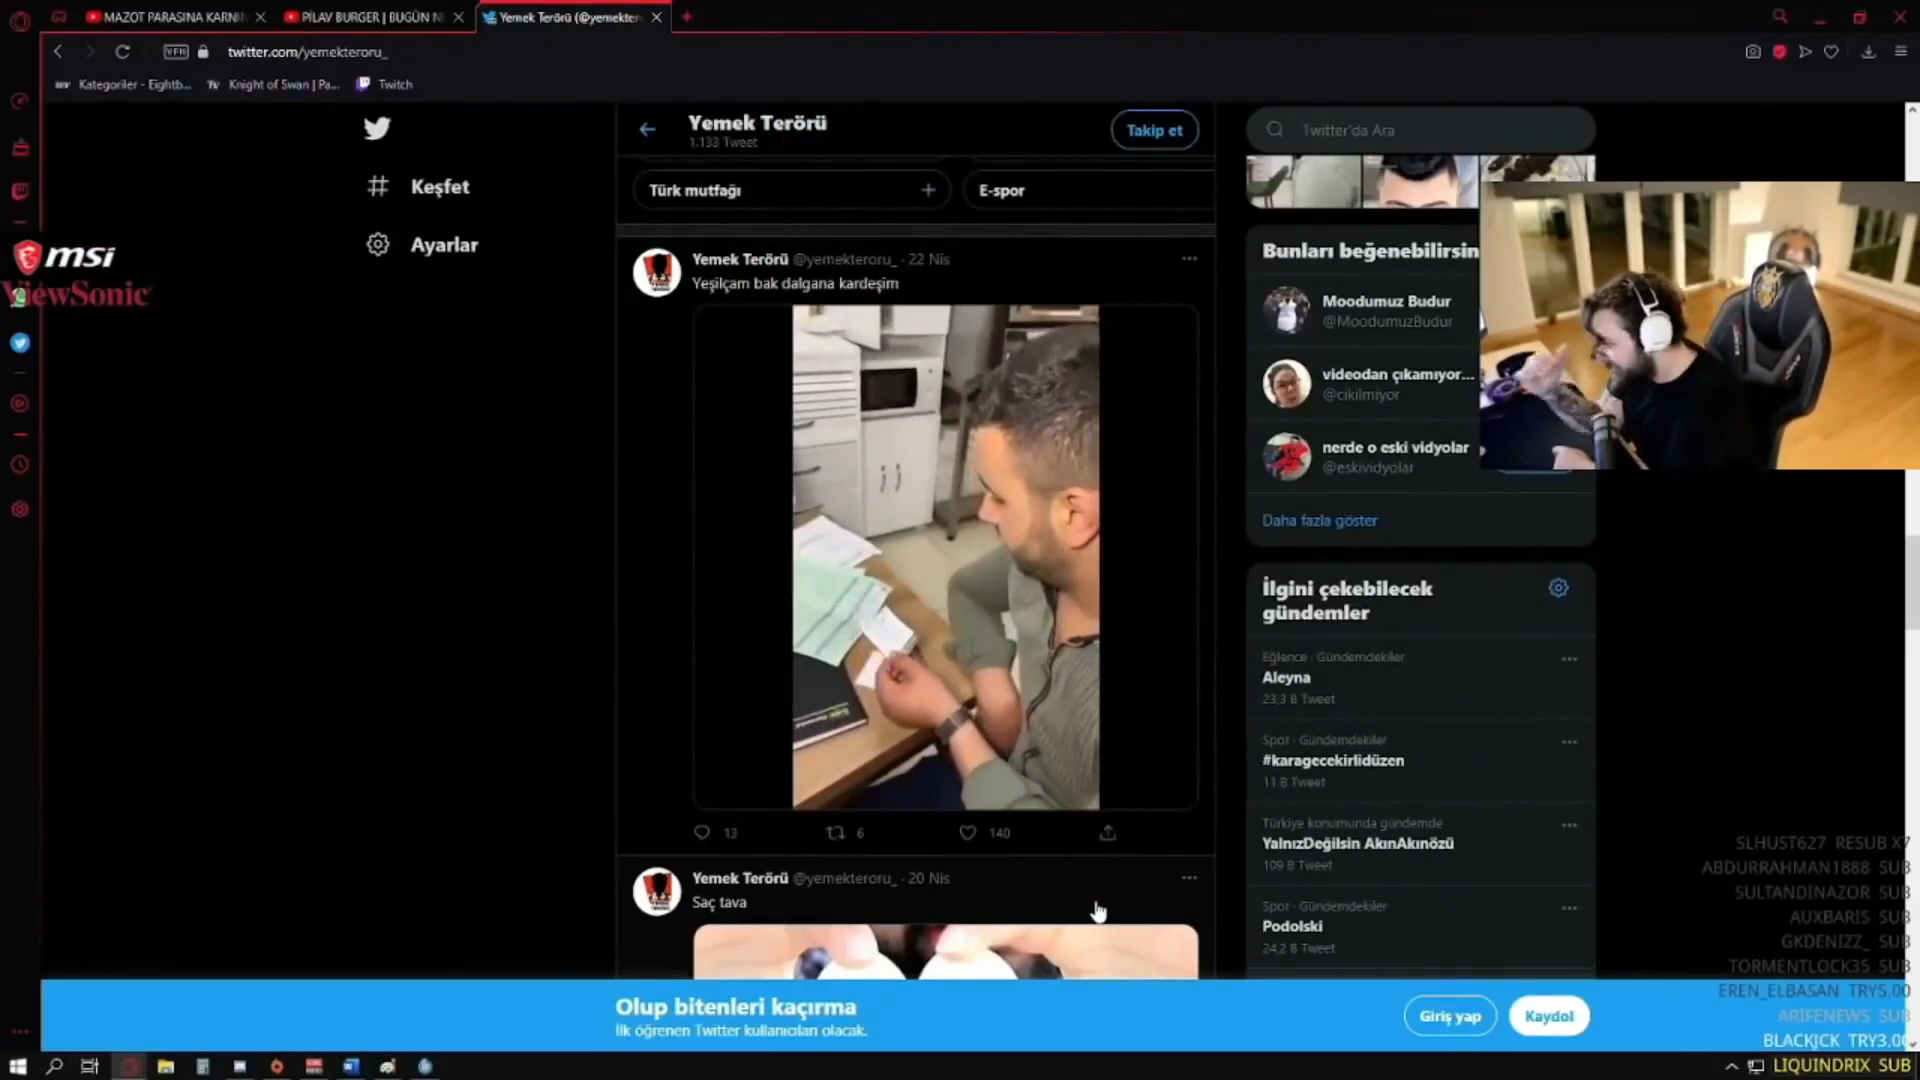 MAZOT PARASINA KARNI
PİLAV BURGER | BUGÜN N
Yemek Terörü (@yemekter
VPN
twitter.com/yemekteroru_
Kategoriler - Eightb...
Knight of Swan | Pa...
Twitch
msi
ViewSonic
Keşfet
Ayarlar
Yemek Terörü
1.133 Tweet
Takip et
Türk mutfağı
E-spor
Yemek Terörü @yemekteroru_ · 22 Nis
Yeşilçam bak dalgana kardeşim
13
6
140
Yemek Terörü @yemekteroru_ · 20 Nis
Saç tava
Twitter'da Ara
Bunları beğenebilirsin
Moodumuz Budur
@MoodumuzBudur
videodan çıkamıyor...
@cikilmiyor
nerde o eski vidyolar
@eskividyolar
Daha fazla göster
İlgini çekebilecek
gündemler
Eğlence · Gündemdekiler
Aleyna
23,3 B Tweet
Spor · Gündemdekiler
#karagecekirlidüzen
11 B Tweet
Türkiye konumunda gündemde
YalnızDeğilsin AkınAkınözü
109 B Tweet
Spor · Gündemdekiler
Podolski
24,2 B Tweet
Olup bitenleri kaçırma
İlk öğrenen Twitter kullanıcıları olacak.
Giriş yap
Kaydol
SLHUST627 RESUB X7
ABDURRAHMAN1888 SUB
SULTANDINAZOR SUB
AUXBARIS SUB
GKDENIZZ_ SUB
TORMENTLOCK35 SUB
EREN_ELBASAN TRY5.00
ARIFENEWS SUB
BLACKJCK TRY3.00
LIQUINDRIX SUB